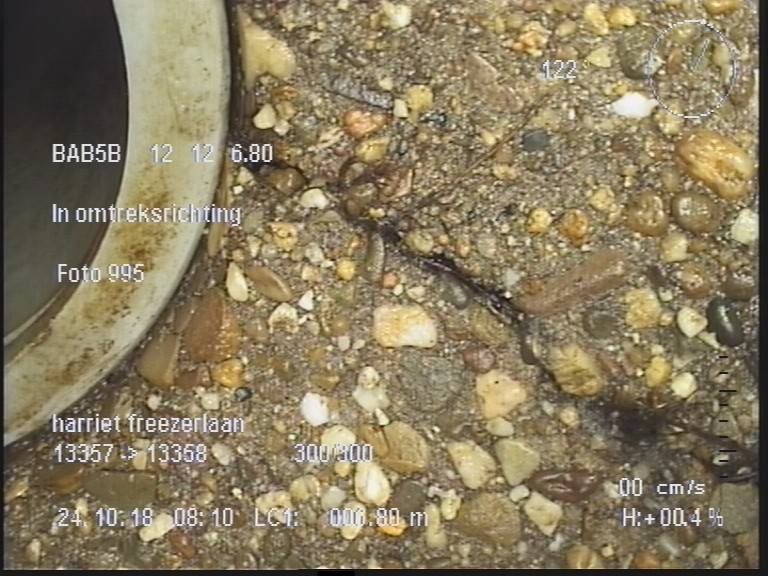 122°
BAB5B 12 12 6.80
In omtreksrichting
Foto 995
harriet freezerlaan
13357 -> 13358 300/300
00 cm/s
24.10.18 08:10 LC1: 001.80 m H:+00.4 %